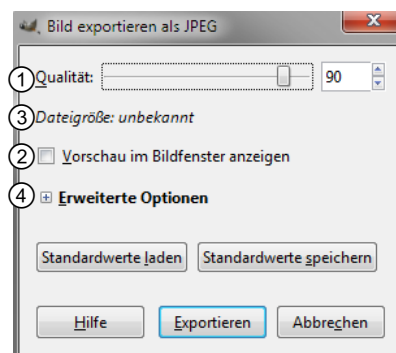 Bild exportieren als JPEG
1 Qualität: 90
3 Dateigröße: unbekannt
2 Vorschau im Bildfenster anzeigen
4 Erweiterte Optionen
Standardwerte laden Standardwerte speichern
Hilfe Exportieren Abbrechen